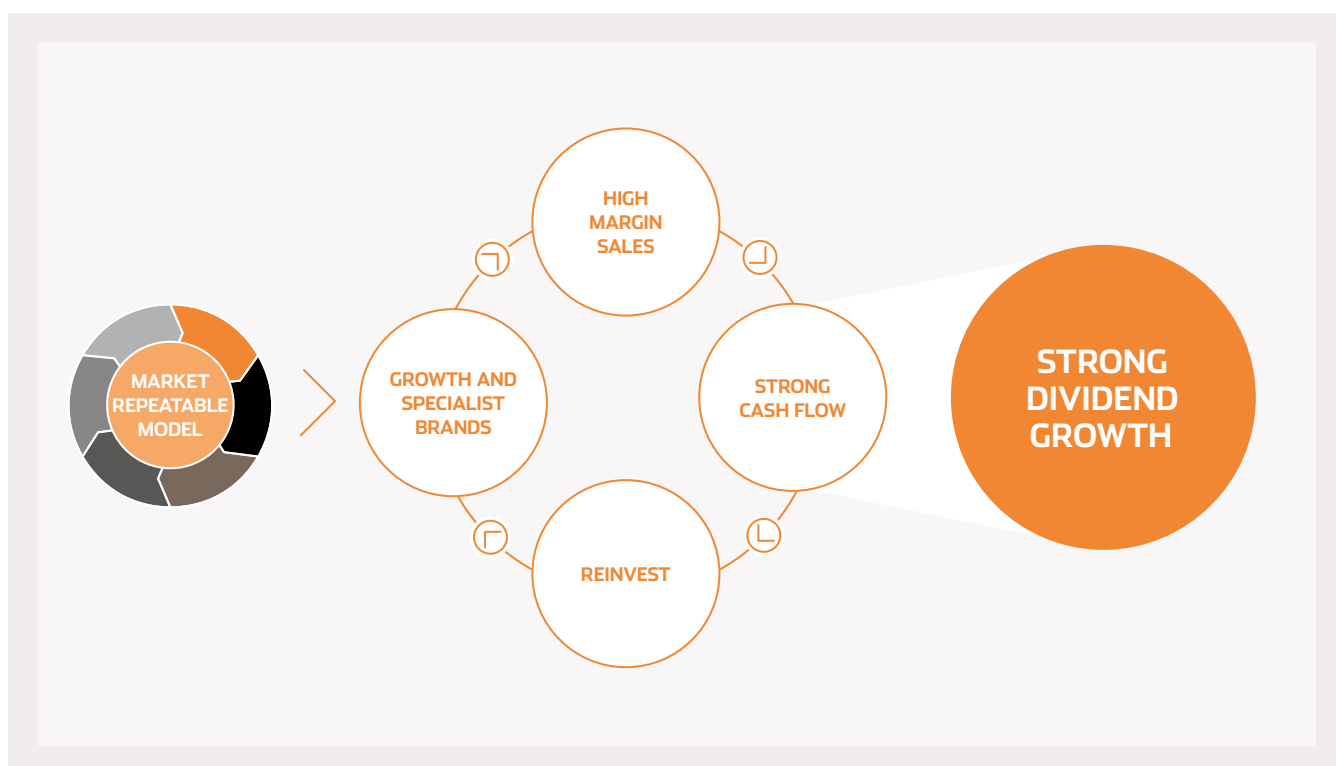 MARKET
REPEATABLE
MODEL
GROWTH AND
SPECIALIST
BRANDS
HIGH
MARGIN
SALES
STRONG
CASH FLOW
REINVEST
STRONG
DIVIDEND
GROWTH